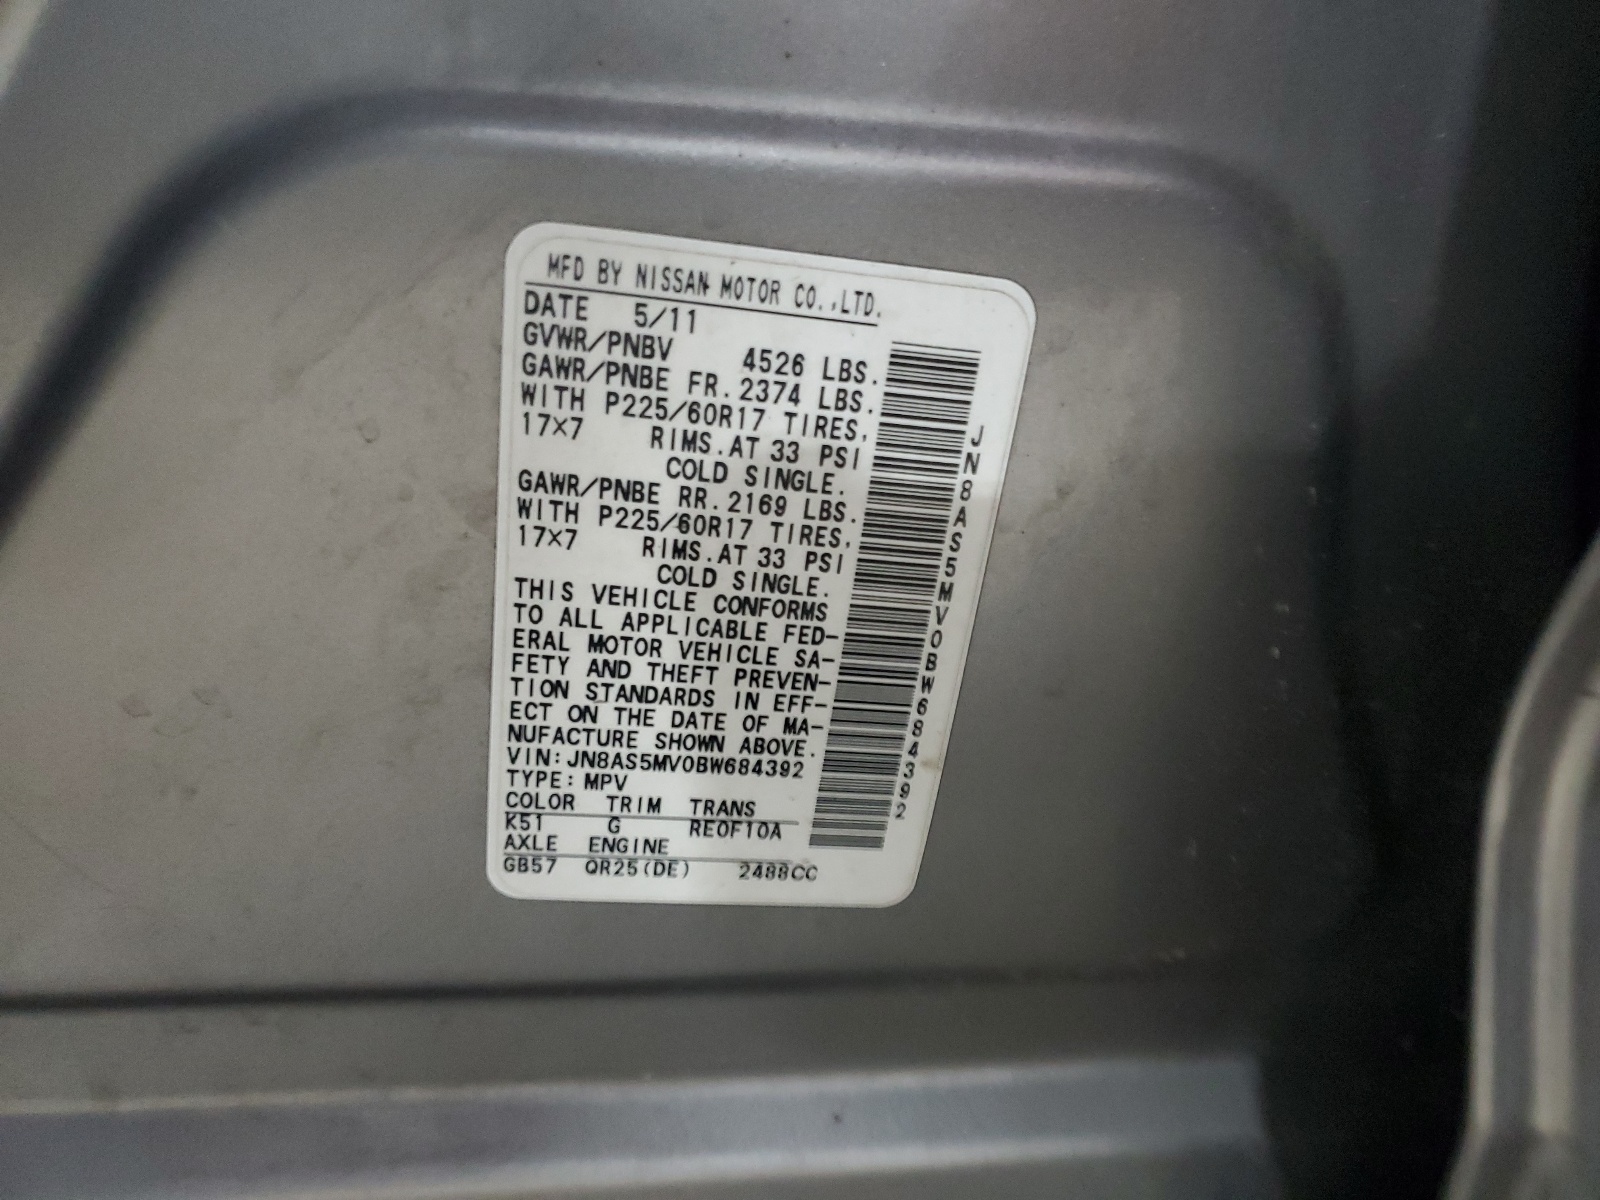 MFD BY NISSAN MOTOR CO.,LTD.
DATE 5/11
GVWR/PNBV 4526 LBS.
GAWR/PNBE FR. 2374 LBS.
WITH P225/60R17 TIRES,
17×7 RIMS.AT 33 PSI
COLD SINGLE.
GAWR/PNBE RR. 2169 LBS.
WITH P225/60R17 TIRES,
17×7 RIMS.AT 33 PSI
COLD SINGLE.
THIS VEHICLE CONFORMS
TO ALL APPLICABLE FED-
ERAL MOTOR VEHICLE SA-
FETY AND THEFT PREVEN-
TION STANDARDS IN EFF-
ECT ON THE DATE OF MA-
NUFACTURE SHOWN ABOVE.
VIN: JN8AS5MV0BW684392
TYPE: MPV
COLOR TRIM TRANS
K51 G RE0F10A
AXLE ENGINE
GB57 QR25(DE) 2488CC
JN8AS5MV0BW684392